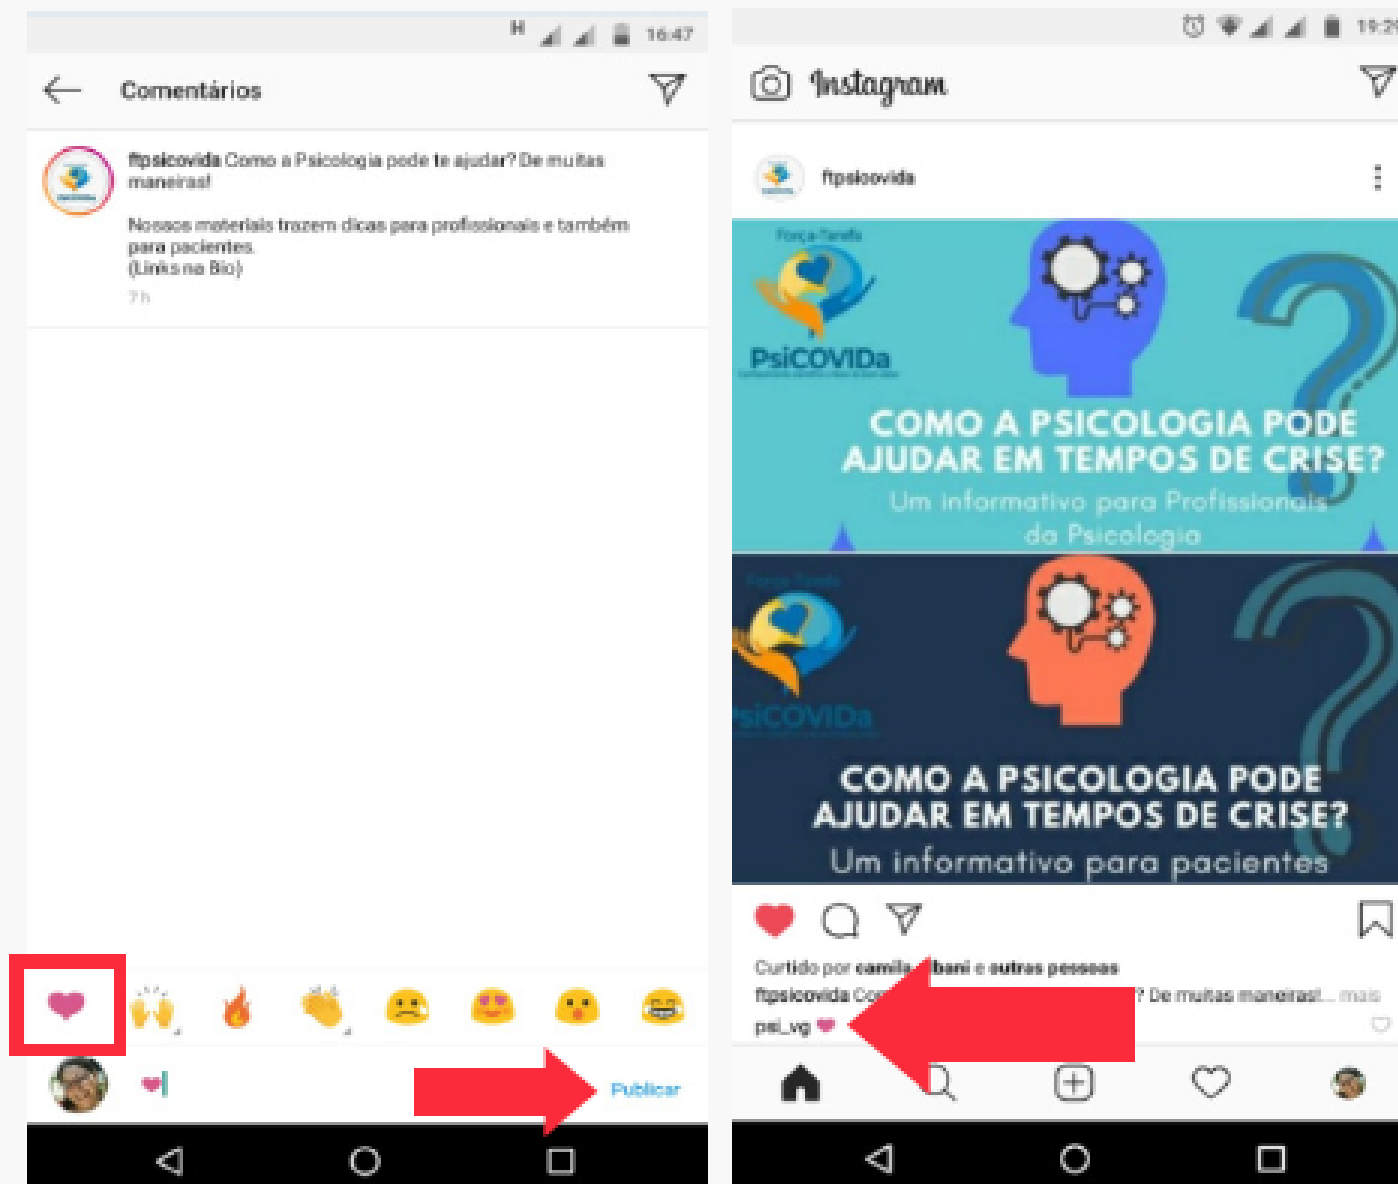 H 16:47
Comentários
ftpsicovida Como a Psicologia pode te ajudar? De muitas
maneiras!
Nossos materiais trazem dicas para profissionais e também
para pacientes.
(Links na Bio)
7 h
Publicar
19:29
Instagram
ftpsicovida
Força-Tarefa
PsiCOVIDa
COMO A PSICOLOGIA PODE
AJUDAR EM TEMPOS DE CRISE?
Um informativo para Profissionais
da Psicologia
Força-Tarefa
PsiCOVIDa
COMO A PSICOLOGIA PODE
AJUDAR EM TEMPOS DE CRISE?
Um informativo para pacientes
Curtido por camila e outras pessoas
ftpsicovida ? De muitas maneiras!... mais
psi_vg